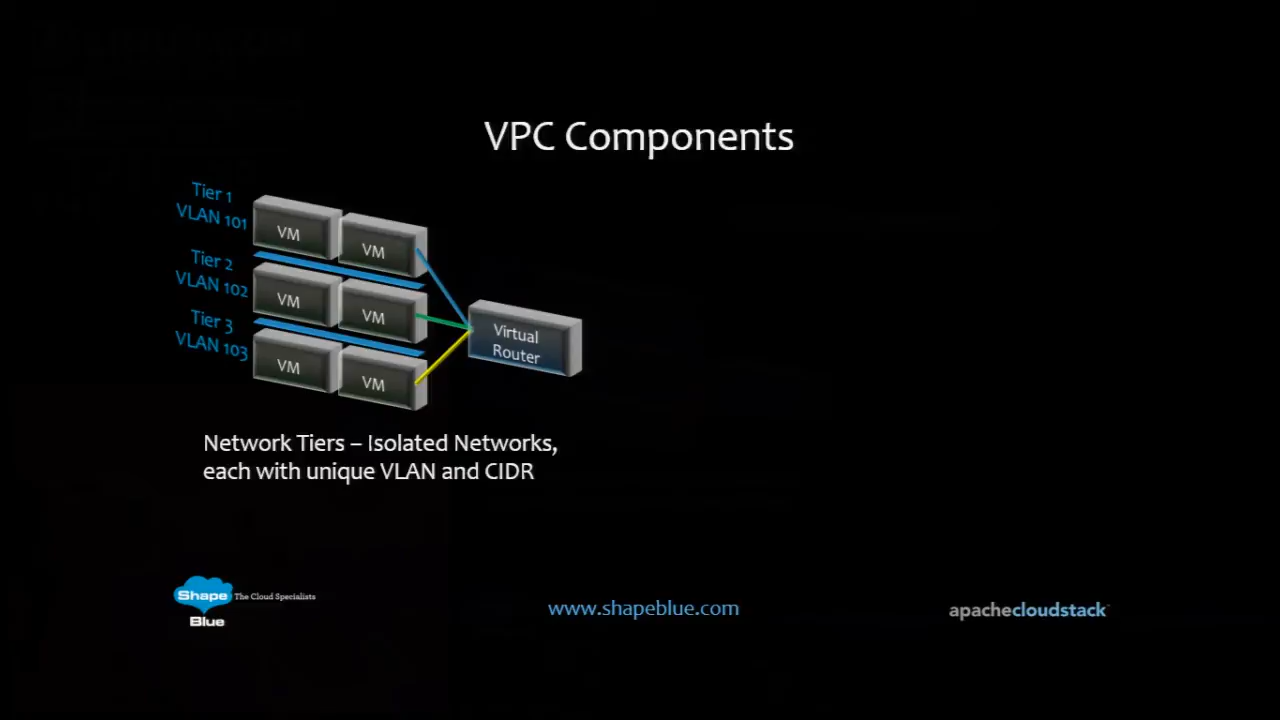 VPC Components
Tier 1
VLAN 101
VM
VM
Tier 2
VLAN 102
VM
VM
Tier 3
VLAN 103
VM
VM
Virtual
Router
Network Tiers – Isolated Networks,
each with unique VLAN and CIDR
Shape
Blue
The Cloud Specialists
www.shapeblue.com
apachecloudstack